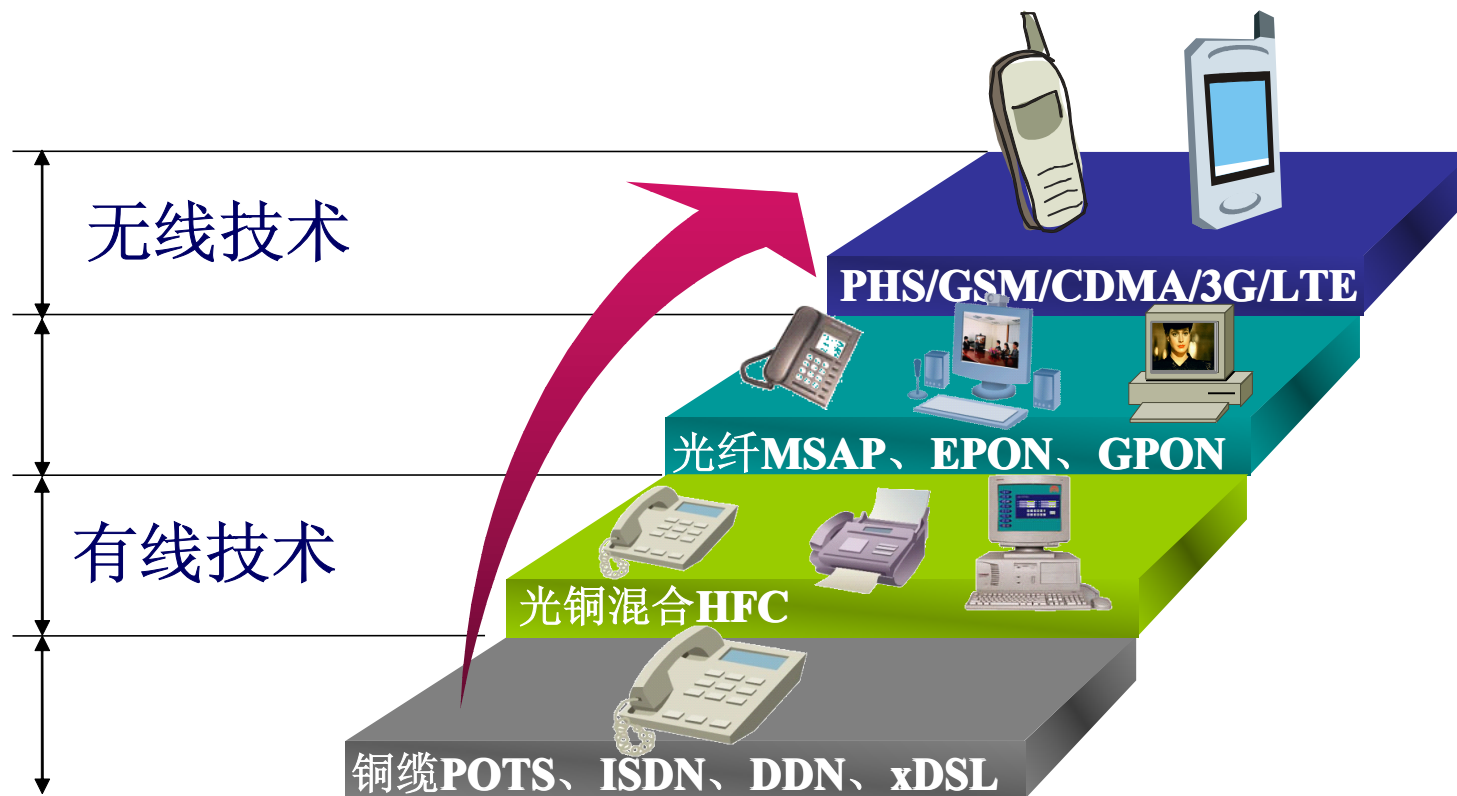 无线技术
PHS/GSM/CDMA/3G/LTE
光纤MSAP、EPON、GPON
有线技术
光铜混合HFC
铜缆POTS、ISDN、DDN、xDSL